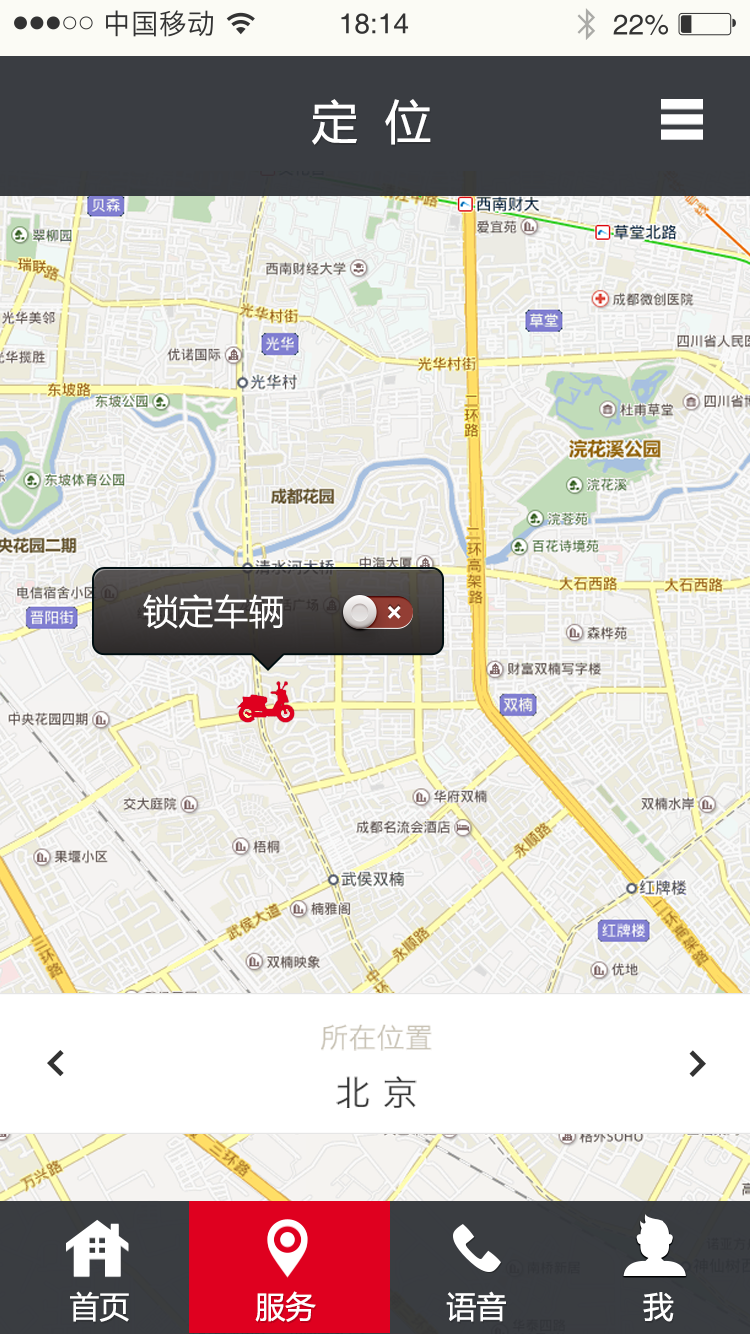 中国移动
18:14
22%
定位
贝森
西南财大
爱宜苑
草堂北路
翠柳园
瑞联路
西南财经大学
成都微创医院
光华村街
光华美邻
草堂
光华
四川省人民医
优诺国际
光华村街
光华村
东坡路
东坡公园
二环路
杜甫草堂
四川省博
浣花溪公园
东坡体育公园
浣花溪
成都花园
浣花苑
央花园二期
百花诗境苑
二环高架路
清水河大桥
中海大厦
大石西路
大石西路
电信宿舍小区
晋阳街
锁定车辆
森桦苑
财富双楠写字楼
双楠
中央花园四期
交大庭院
华府双楠
双楠水岸
成都名流会酒店
永顺路
梧桐
果堰小区
武侯双楠
红牌楼
楠雅阁
武侯大道
永顺路
红牌楼
二环高架路
三环路
双楠映象
优地
所在位置
北京
格外SOHO
万兴路
三环路
首页
服务
语音
我